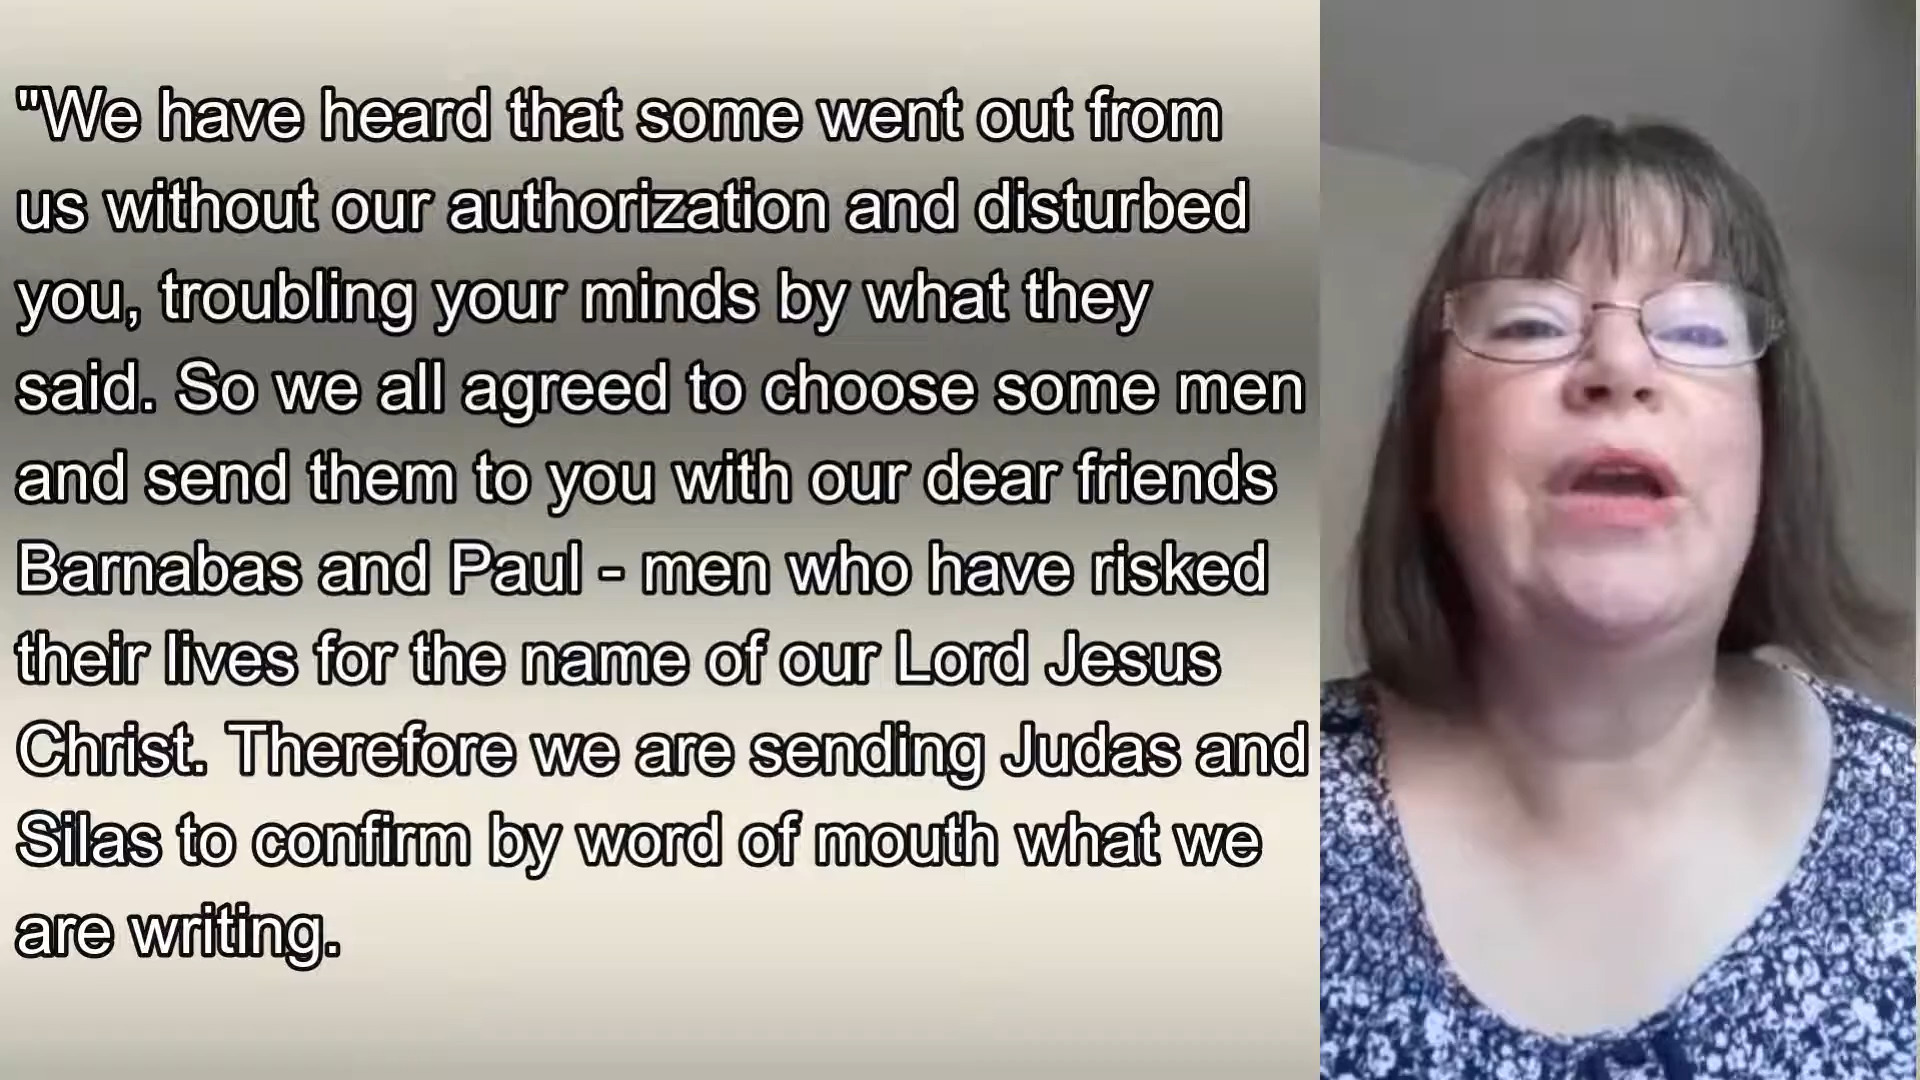 "We have heard that some went out from
us without our authorization and disturbed
you, troubling your minds by what they
said. So we all agreed to choose some men
and send them to you with our dear friends
Barnabas and Paul - men who have risked
their lives for the name of our Lord Jesus
Christ. Therefore we are sending Judas and
Silas to confirm by word of mouth what we
are writing.